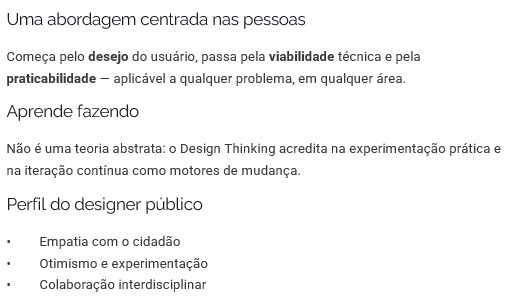 Uma abordagem centrada nas pessoas
Começa pelo desejo do usuário, passa pela viabilidade técnica e pela
praticabilidade — aplicável a qualquer problema, em qualquer área.
Aprende fazendo
Não é uma teoria abstrata: o Design Thinking acredita na experimentação prática e
na iteração contínua como motores de mudança.
Perfil do designer público
• Empatia com o cidadão
• Otimismo e experimentação
• Colaboração interdisciplinar